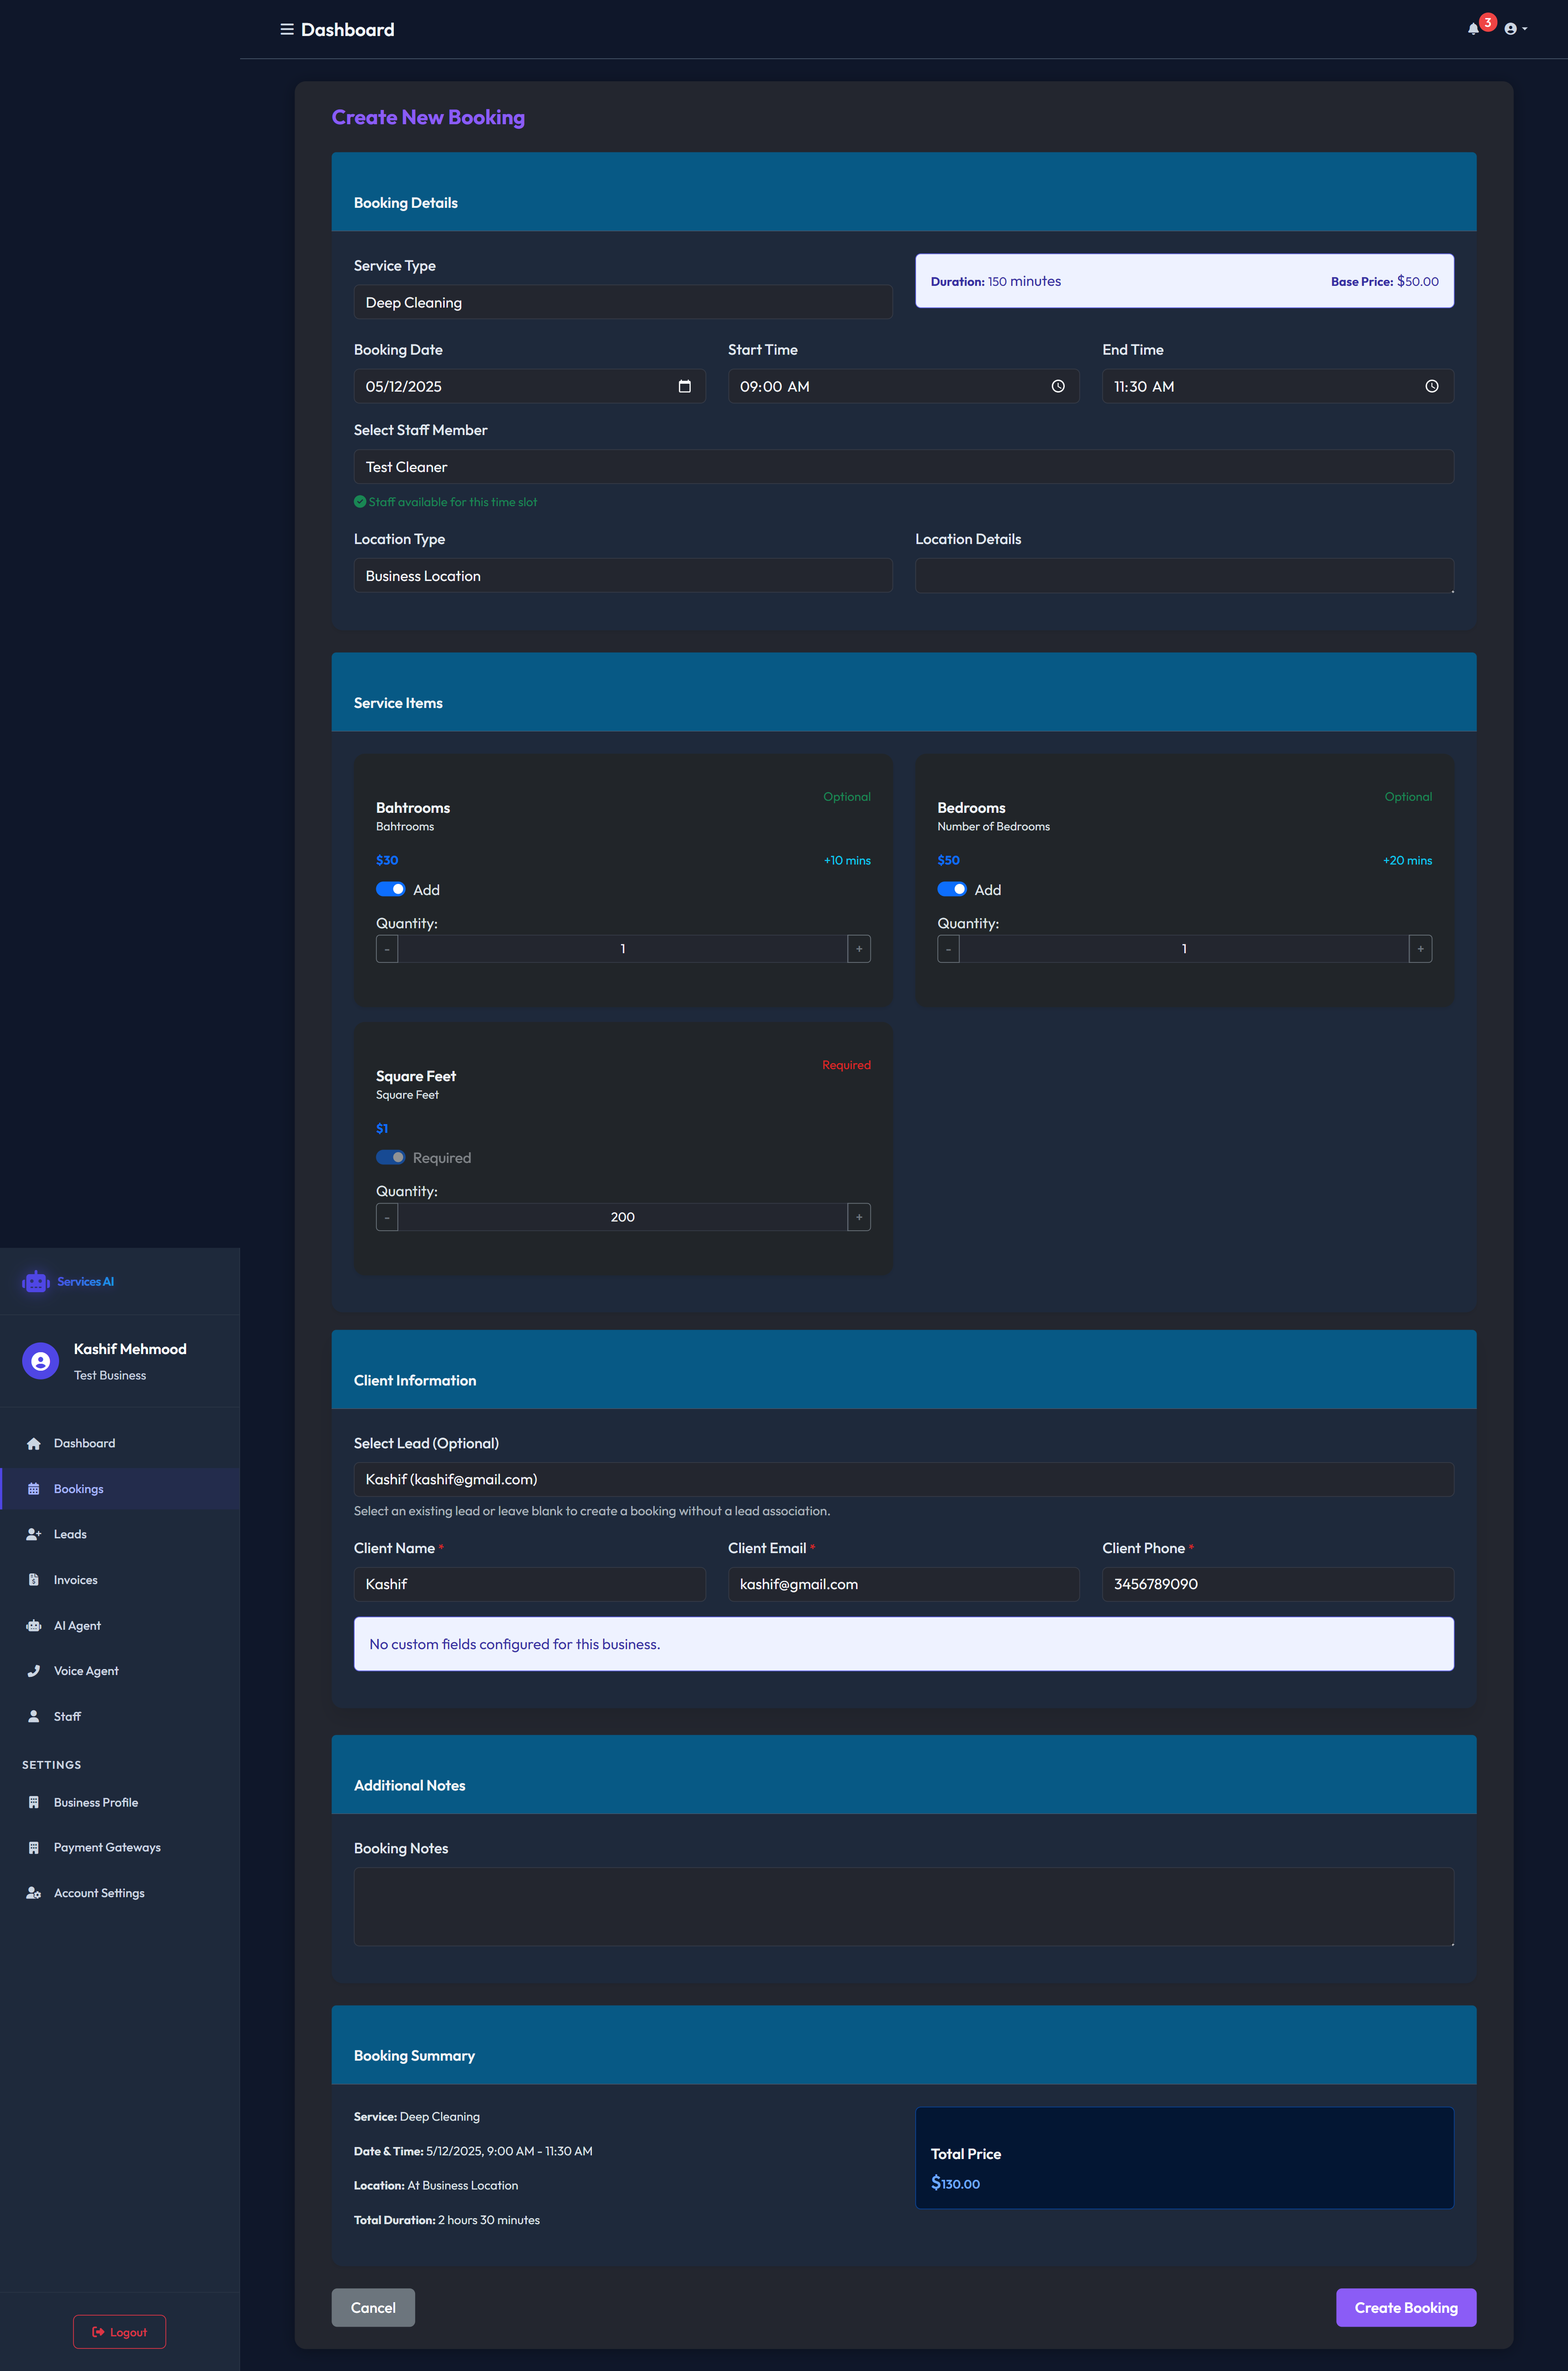 Dashboard
3
Create New Booking
Booking Details
Service Type
Deep Cleaning
Duration: 150 minutes
Base Price: $50.00
Booking Date
Start Time
End Time
05/12/2025
09:00 AM
11:30 AM
Select Staff Member
Test Cleaner
Staff available for this time slot
Location Type
Location Details
Business Location
Service Items
Bahtrooms
Optional
Bahtrooms
$30
+10 mins
Add
Quantity:
-
1
+
Bedrooms
Optional
Number of Bedrooms
$50
+20 mins
Add
Quantity:
-
1
+
Square Feet
Required
Square Feet
$1
Required
Quantity:
-
200
+
Client Information
Select Lead (Optional)
Kashif (kashif@gmail.com)
Select an existing lead or leave blank to create a booking without a lead association.
Client Name *
Client Email *
Client Phone *
Kashif
kashif@gmail.com
3456789090
No custom fields configured for this business.
Additional Notes
Booking Notes
Booking Summary
Service: Deep Cleaning
Date & Time: 5/12/2025, 9:00 AM - 11:30 AM
Location: At Business Location
Total Duration: 2 hours 30 minutes
Total Price
$130.00
Cancel
Create Booking
Services AI
Kashif Mehmood
Test Business
Dashboard
Bookings
Leads
Invoices
AI Agent
Voice Agent
Staff
SETTINGS
Business Profile
Payment Gateways
Account Settings
Logout